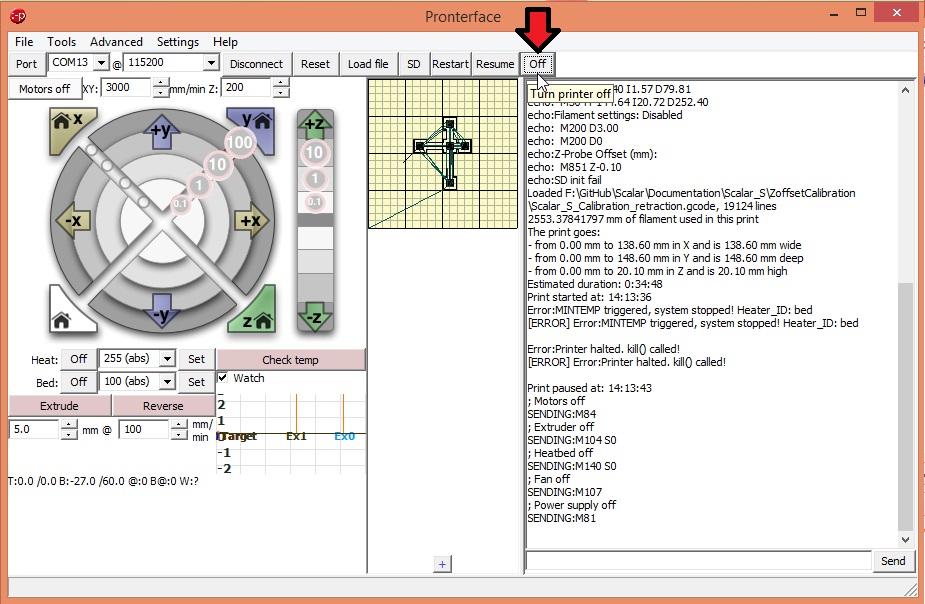 Pronterface
File Tools Advanced Settings Help
Port COM13 @ 115200 Disconnect Reset Load file SD Restart Resume Off
Motors off XY: 3000 mm/min Z: 200
Turn printer off
x
+y
y
100
10
1
0.1
-x
+x
-y
z
+z
10
1
0.1
-z
Heat: Off 255 (abs) Set Check temp
Bed: Off 100 (abs) Set Watch
Extrude Reverse
5.0 mm @ 100 mm/
min
2
1
0 Target Ex1 Ex0
-1
-2
T:0.0 /0.0 B:-27.0 /60.0 @:0 B@:0 W:?
+
40 I1.57 D79.81
.64 I20.72 D252.40
echo:Filament settings: Disabled
echo: M200 D3.00
echo: M200 D0
echo:Z-Probe Offset (mm):
echo: M851 Z-0.10
echo:SD init fail
Loaded F:\GitHub\Scalar\Documentation\Scalar_S\ZoffsetCalibration
\Scalar_S_Calibration_retraction.gcode, 19124 lines
2553.37841797 mm of filament used in this print
The print goes:
- from 0.00 mm to 138.60 mm in X and is 138.60 mm wide
- from 0.00 mm to 148.60 mm in Y and is 148.60 mm deep
- from 0.00 mm to 20.10 mm in Z and is 20.10 mm high
Estimated duration: 0:34:48
Print started at: 14:13:36
Error:MINTEMP triggered, system stopped! Heater_ID: bed
[ERROR] Error:MINTEMP triggered, system stopped! Heater_ID: bed
Error:Printer halted. kill() called!
[ERROR] Error:Printer halted. kill() called!
Print paused at: 14:13:43
; Motors off
SENDING:M84
; Extruder off
SENDING:M104 S0
; Heatbed off
SENDING:M140 S0
; Fan off
SENDING:M107
; Power supply off
SENDING:M81
Send